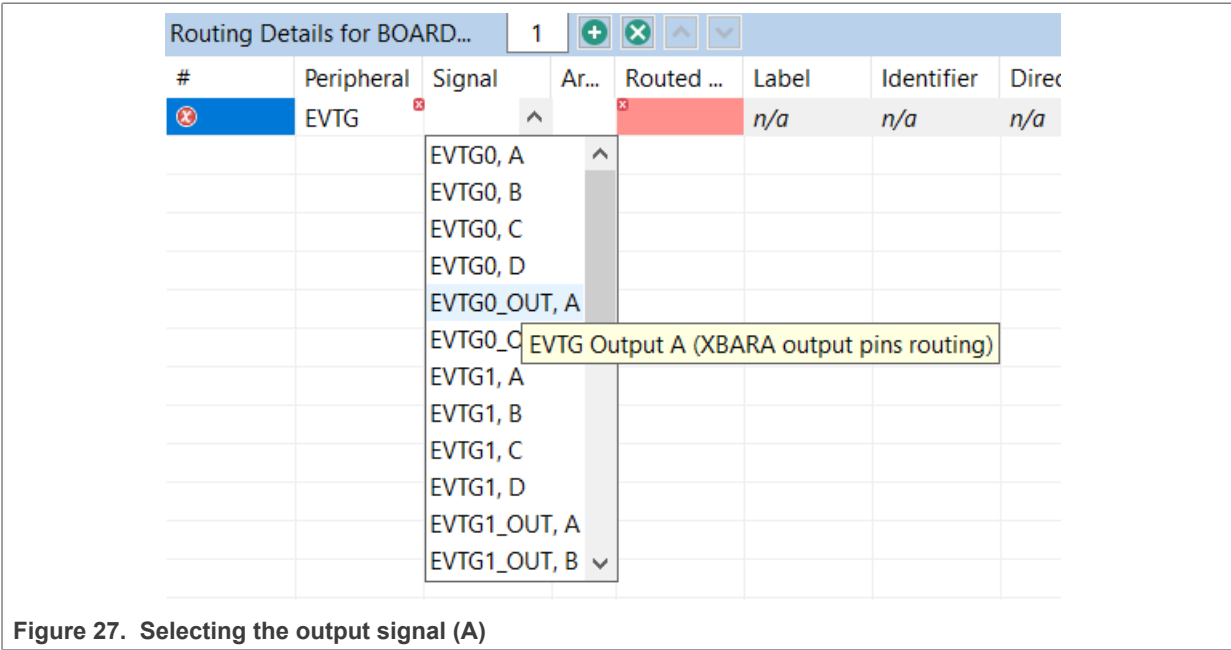 Routing Details for BOARD... 1
# Peripheral Signal Ar... Routed ... Label Identifier Direc
EVTG n/a n/a n/a
EVTG0, A
EVTG0, B
EVTG0, C
EVTG0, D
EVTG0_OUT, A
EVTG0_O EVTG Output A (XBARA output pins routing)
EVTG1, A
EVTG1, B
EVTG1, C
EVTG1, D
EVTG1_OUT, A
EVTG1_OUT, B
Figure 27. Selecting the output signal (A)